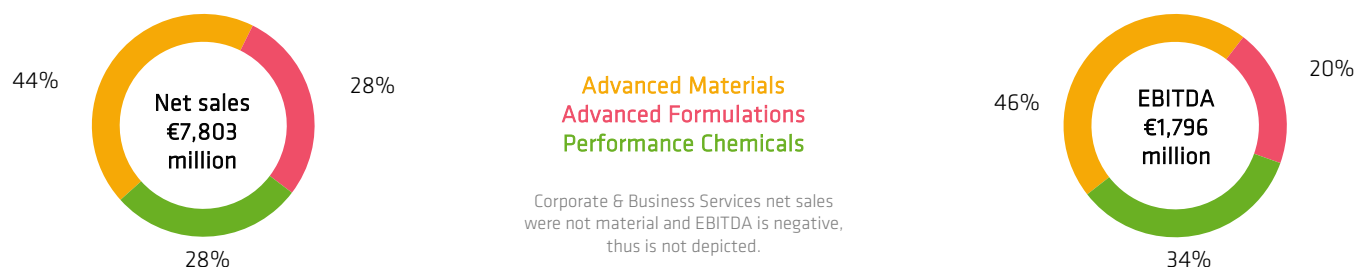 44%
Net sales
€7,803
million
28%
28%
Advanced Materials
Advanced Formulations
Performance Chemicals
Corporate & Business Services net sales
were not material and EBITDA is negative,
thus is not depicted.
46%
EBITDA
€1,796
million
20%
34%